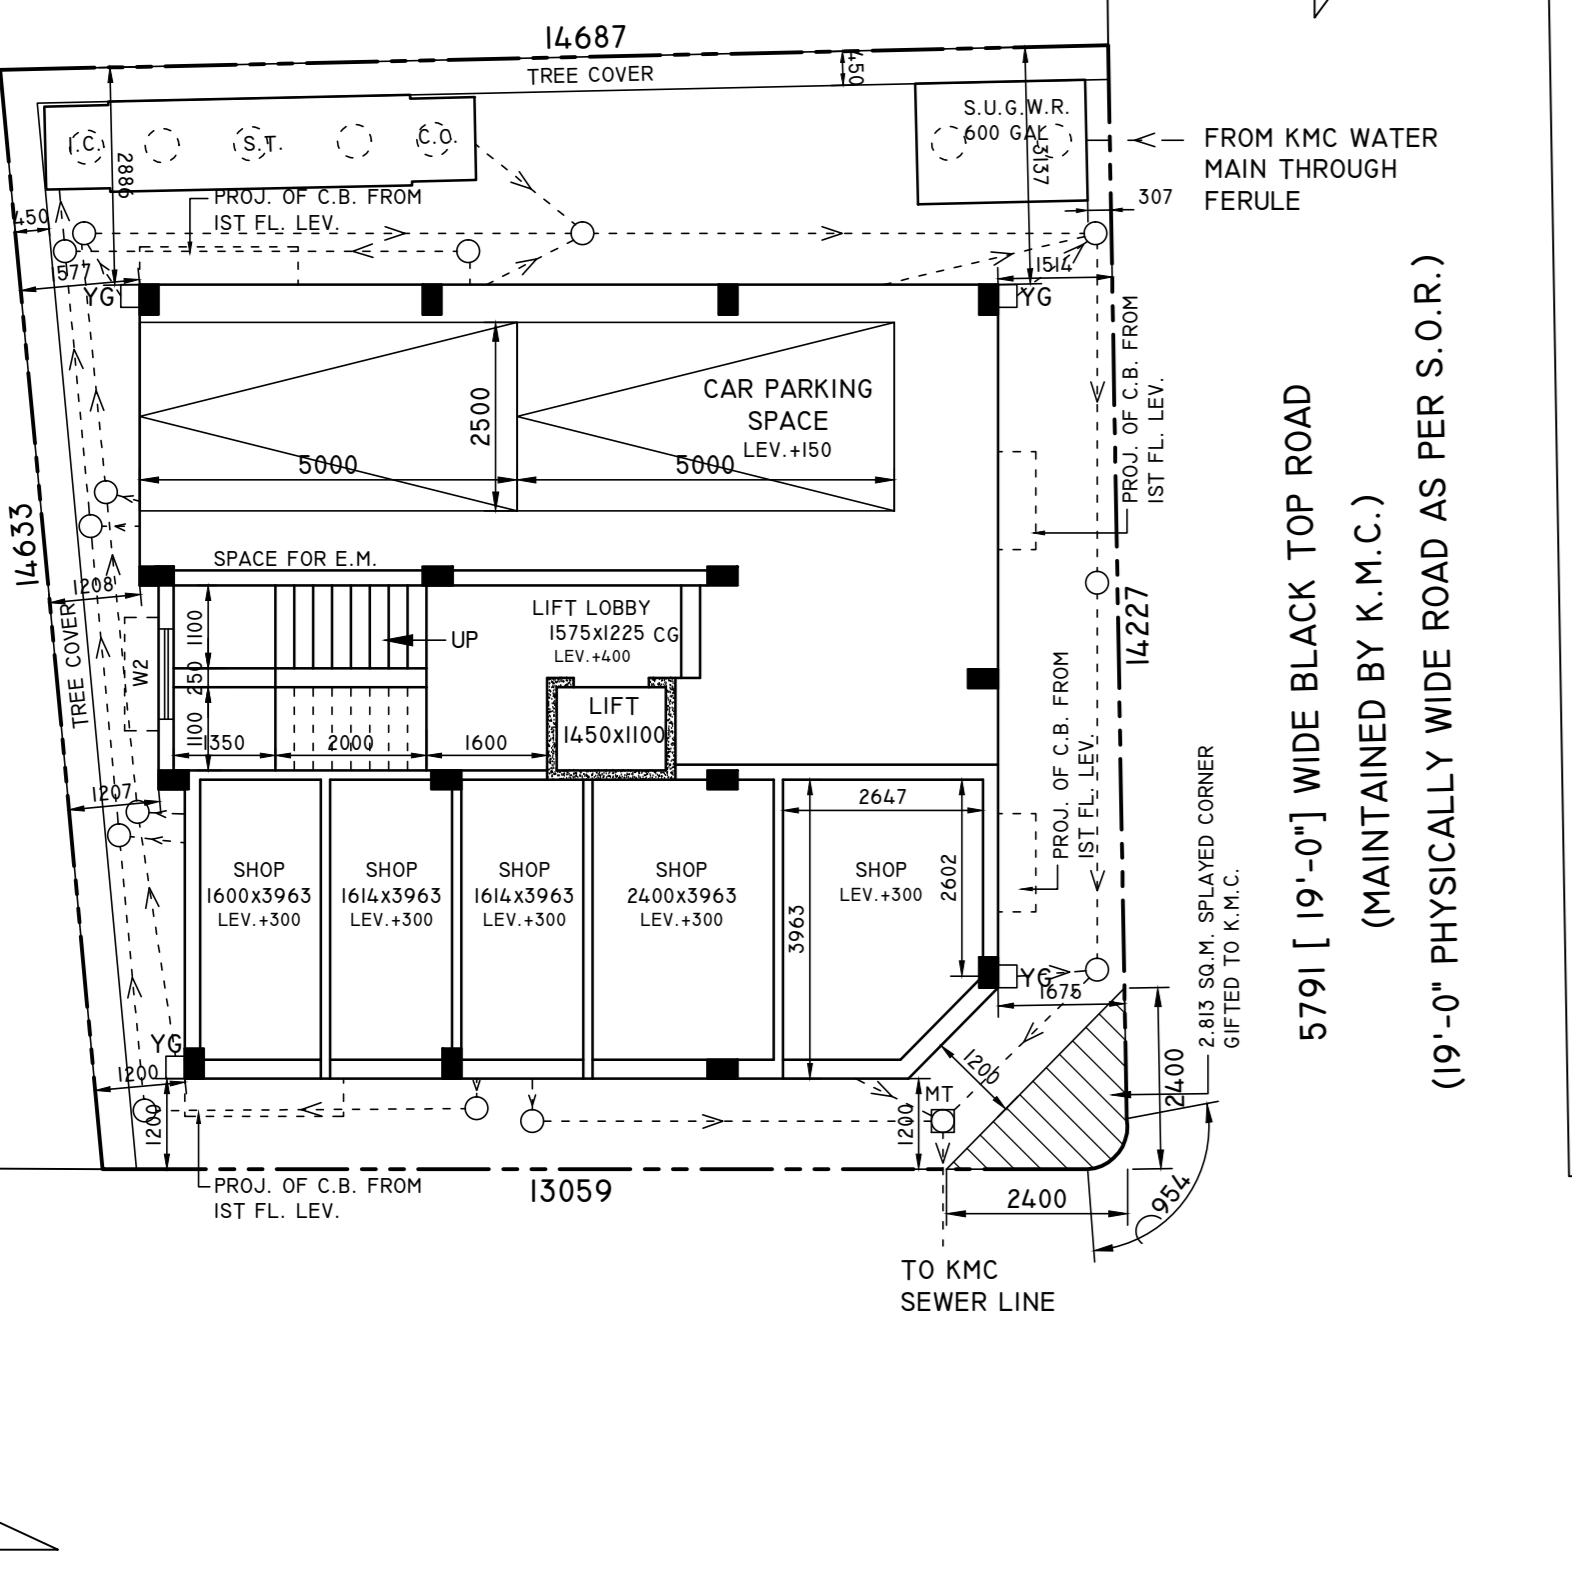 14687
TREE COVER
450
I.C.
S.T.
C.O.
2886
S.U.G.W.R.
600 GAL
3137
FROM KMC WATER
MAIN THROUGH
FERULE
307
450
PROJ. OF C.B. FROM
1ST FL. LEV.
1577
1514
YG
YG
CAR PARKING
SPACE
LEV.+150
2500
5000
5000
PROJ. OF C.B. FROM
1ST FL. LEV.
14633
TREE COVER
1208
SPACE FOR E.M.
1100
250
1100
W2
UP
LIFT LOBBY
1575x1225
CG
LEV.+400
LIFT
1450x1100
1350
2000
1600
14227
PROJ. OF C.B. FROM
1ST FL. LEV.
1207
2647
2602
3963
SHOP
1600x3963
LEV.+300
SHOP
1614x3963
LEV.+300
SHOP
1614x3963
LEV.+300
SHOP
2400x3963
LEV.+300
SHOP
LEV.+300
YG
1675
YG
1200
1200
1200
1200
MT
2400
2.813 SQ.M. SPLAYED CORNER
GIFTED TO K.M.C.
PROJ. OF C.B. FROM
1ST FL. LEV.
13059
2400
954
TO KMC
SEWER LINE
5791 [ 19'-0"] WIDE BLACK TOP ROAD
(MAINTAINED BY K.M.C.)
(19'-0" PHYSICALLY WIDE ROAD AS PER S.O.R.)